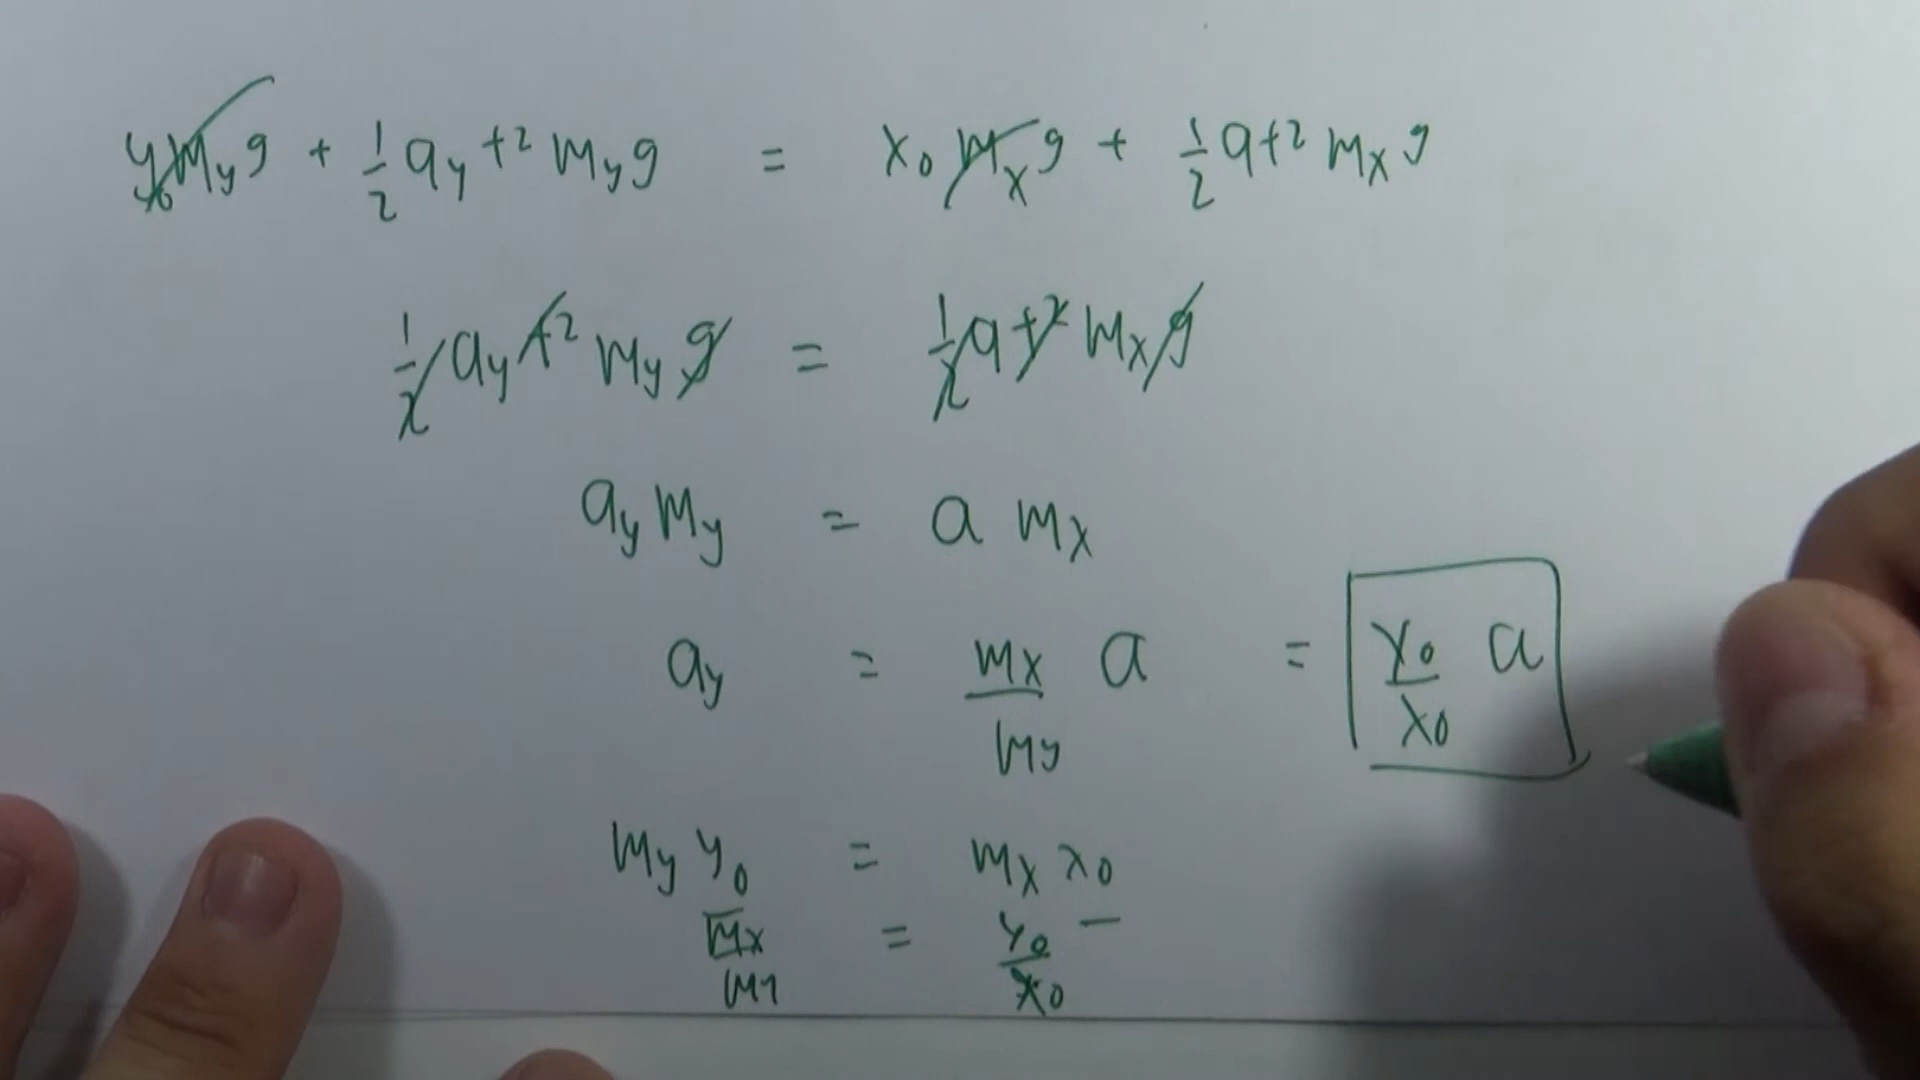 y₀ m_y g + 1/2 a_y t² m_y g = x₀ m_x g + 1/2 a t² m_x g
1/2 a_y t² m_y g = 1/2 a t² m_x g
a_y m_y = a m_x
a_y = m_x/m_y a = y₀/x₀ a
m_y y₀ = m_x x₀
m_x/m_y = y₀/x₀